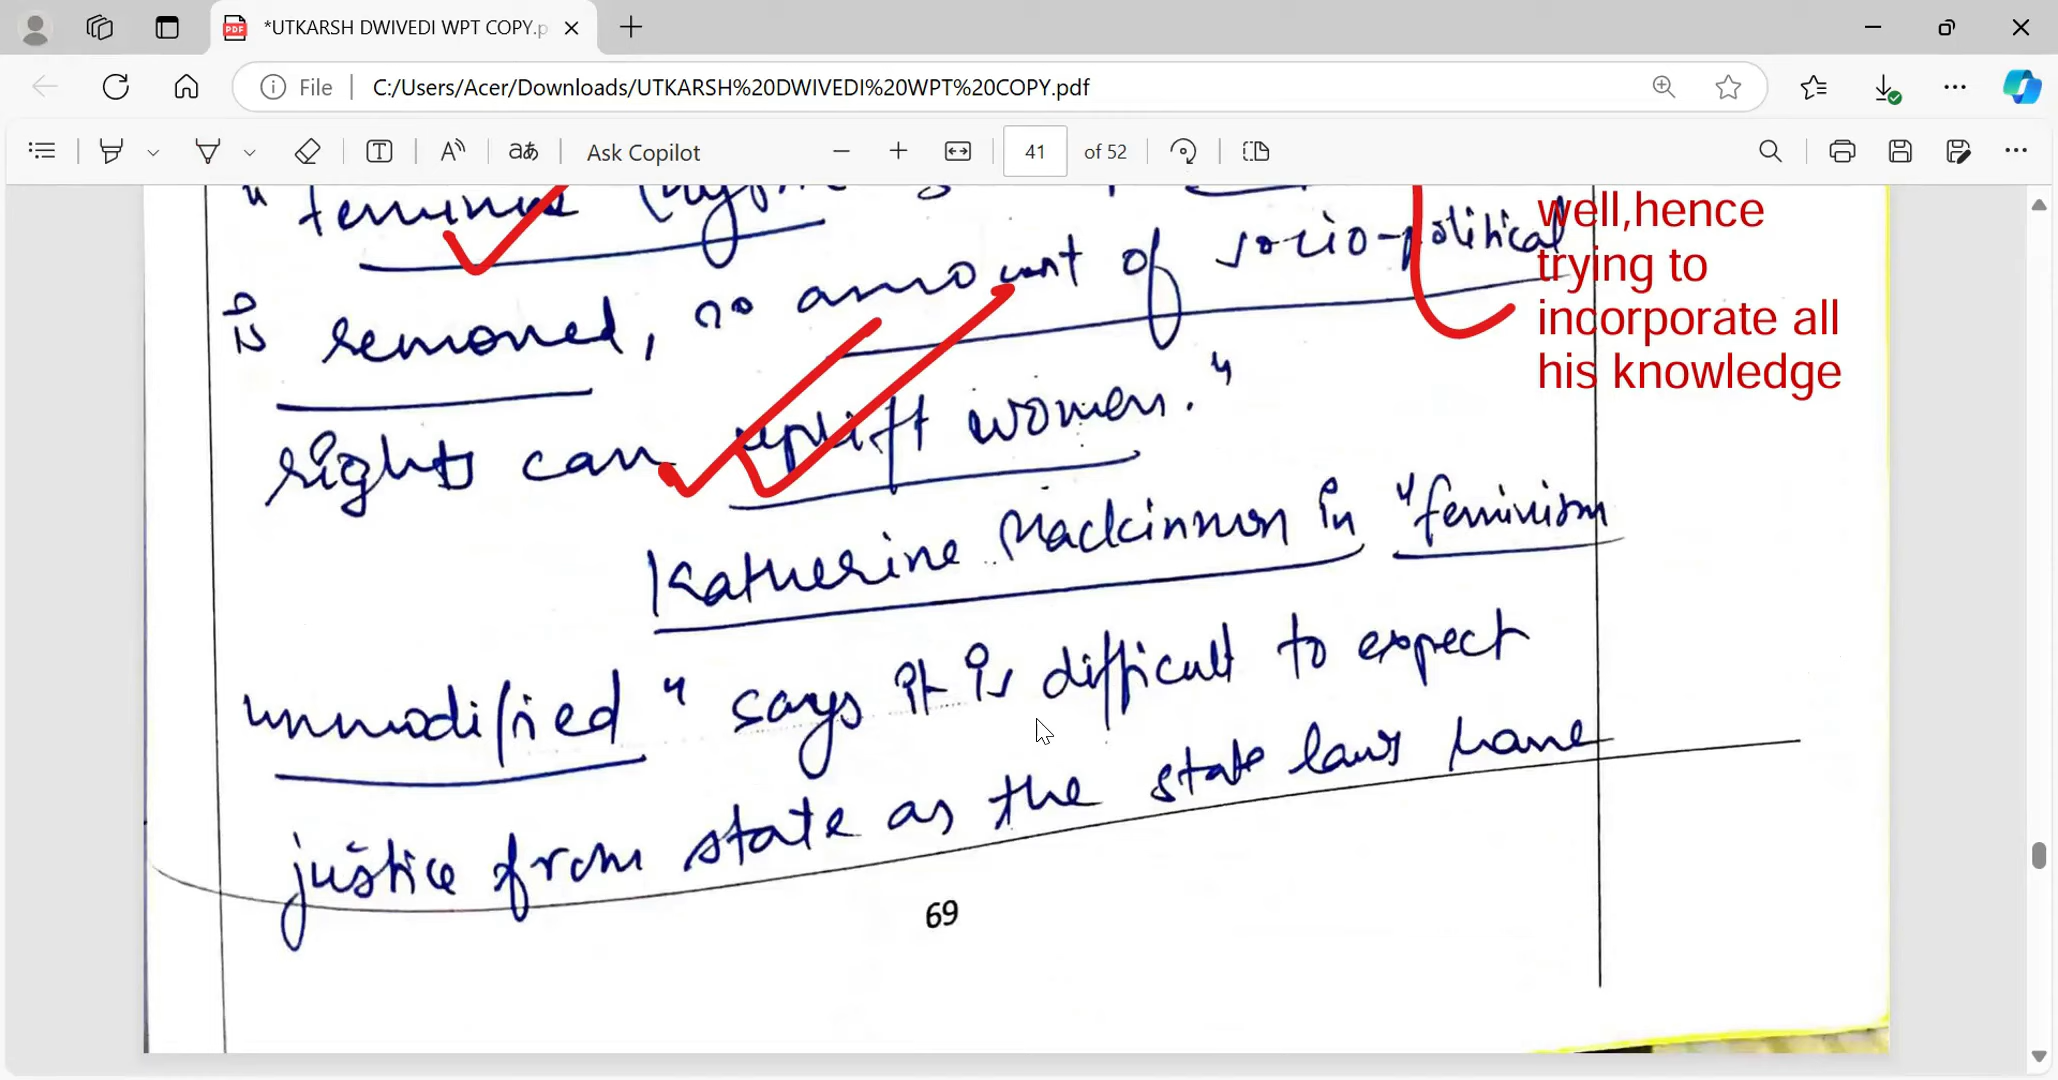 *UTKARSH DWIVEDI WPT COPY.p
File
C:/Users/Acer/Downloads/UTKARSH%20DWIVEDI%20WPT%20COPY.pdf
Ask Copilot
41 of 52
well,hence
trying to
incorporate all
his knowledge
is removed, no amount of socio-political
rights can uplift women."
Katherine Mackinnon in "feminism
unmodified" says it is difficult to expect
justice from state as the state laws have
69